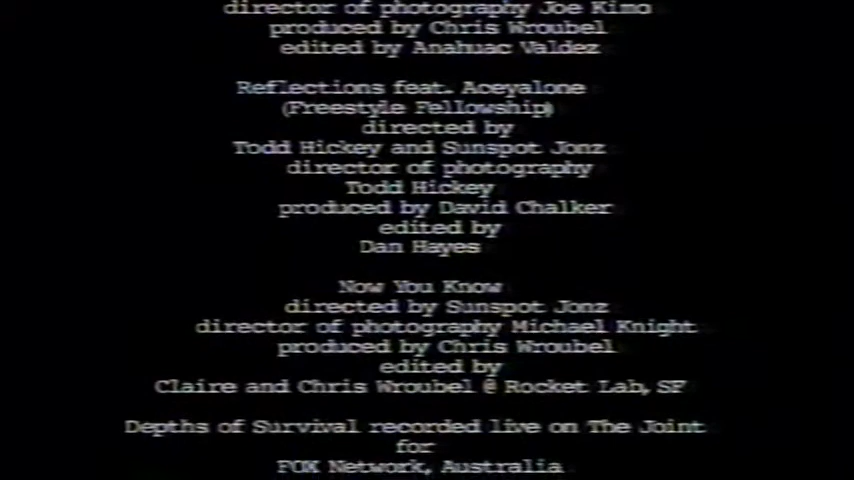 director of photography Joe Kimo
produced by Chris Wroubel
edited by Anahuac Valdez
Reflections feat. Aceyalone
(Freestyle Fellowship)
directed by
Todd Hickey and Sunspot Jonz
director of photography
Todd Hickey
produced by David Chalker
edited by
Dan Hayes
Now You Know
directed by Sunspot Jonz
director of photography Michael Knight
produced by Chris Wroubel
edited by
Claire and Chris Wroubel @ Rocket Lab, SF
Depths of Survival recorded live on The Joint
for
FOX Network, Australia